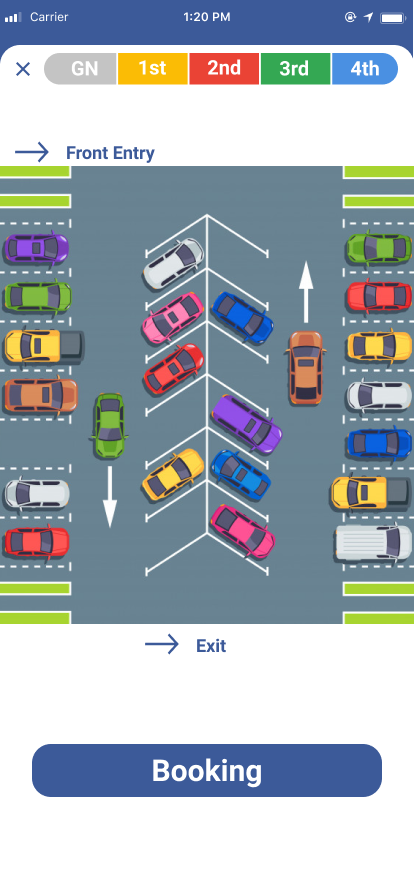 Carrier 1:20 PM
GN 1st 2nd 3rd 4th
Front Entry
Exit
Booking